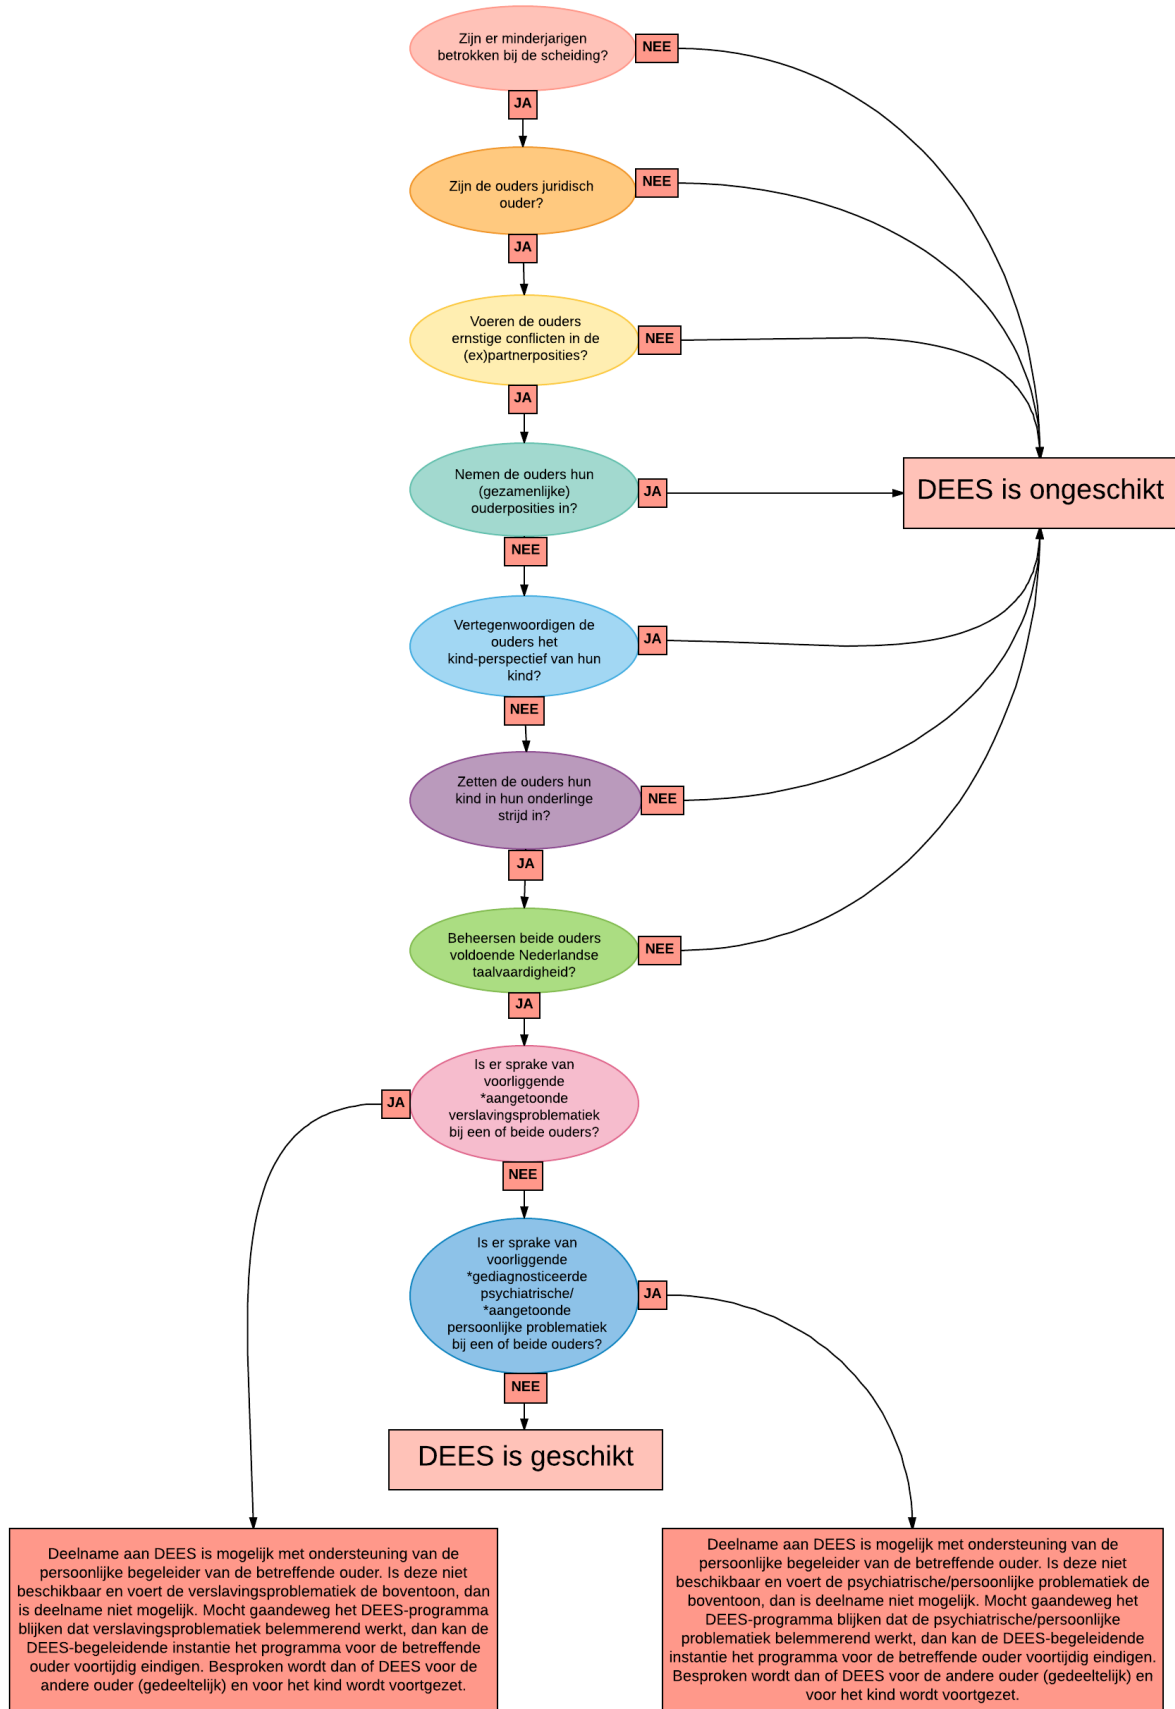 Zijn er minderjarigen
betrokken bij de scheiding?
NEE
JA
Zijn de ouders juridisch
ouder?
NEE
JA
Voeren de ouders
ernstige conflicten in de
(ex)partnerposities?
NEE
JA
Nemen de ouders hun
(gezamenlijke)
ouderposities in?
JA
DEES is ongeschikt
NEE
Vertegenwoordigen de
ouders het
kind-perspectief van hun
kind?
JA
NEE
Zetten de ouders hun
kind in hun onderlinge
strijd in?
NEE
JA
Beheersen beide ouders
voldoende Nederlandse
taalvaardigheid?
NEE
JA
Is er sprake van
voorliggende
*aangetoonde
verslavingsproblematiek
bij een of beide ouders?
JA
NEE
Is er sprake van
voorliggende
*gediagnosticeerde
psychiatrische/
*aangetoonde
persoonlijke problematiek
bij een of beide ouders?
JA
NEE
DEES is geschikt
Deelname aan DEES is mogelijk met ondersteuning van de
persoonlijke begeleider van de betreffende ouder. Is deze niet
beschikbaar en voert de verslavingsproblematiek de boventoon, dan
is deelname niet mogelijk. Mocht gaandeweg het DEES-programma
blijken dat verslavingsproblematiek belemmerend werkt, dan kan de
DEES-begeleidende instantie het programma voor de betreffende
ouder voortijdig eindigen. Besproken wordt dan of DEES voor de
andere ouder (gedeeltelijk) en voor het kind wordt voortgezet.
Deelname aan DEES is mogelijk met ondersteuning van de
persoonlijke begeleider van de betreffende ouder. Is deze niet
beschikbaar en voert de psychiatrische/persoonlijke problematiek de
boventoon, dan is deelname niet mogelijk. Mocht gaandeweg het
DEES-programma blijken dat de psychiatrische/persoonlijke
problematiek belemmerend werkt, dan kan de DEES-begeleidende
instantie het programma voor de betreffende ouder voortijdig eindigen.
Besproken wordt dan of DEES voor de andere ouder (gedeeltelijk) en
voor het kind wordt voortgezet.